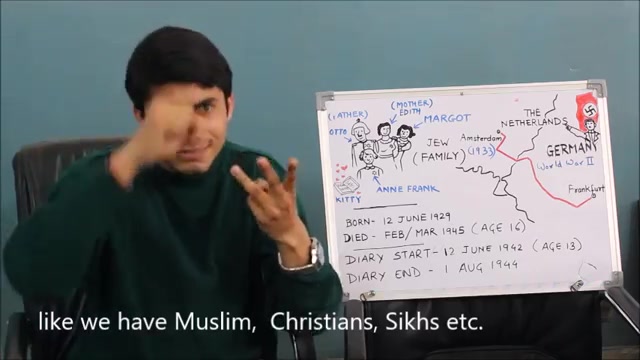 (FATHER)
OTTO
(MOTHER)
EDITH
MARGOT
JEW
(FAMILY)
ANNE FRANK
KITTY
THE
NETHERLANDS
Amsterdam
(1933)
GERMANY
World War II
Frankfurt
BORN- 12 JUNE 1929
DIED - FEB/MAR 1945 (AGE 16)
DIARY START- 12 JUNE 1942 (AGE 13)
DIARY END - 1 AUG 1944
like we have Muslim, Christians, Sikhs etc.